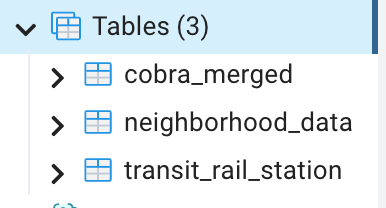 Tables (3)
cobra_merged
neighborhood_data
transit_rail_station